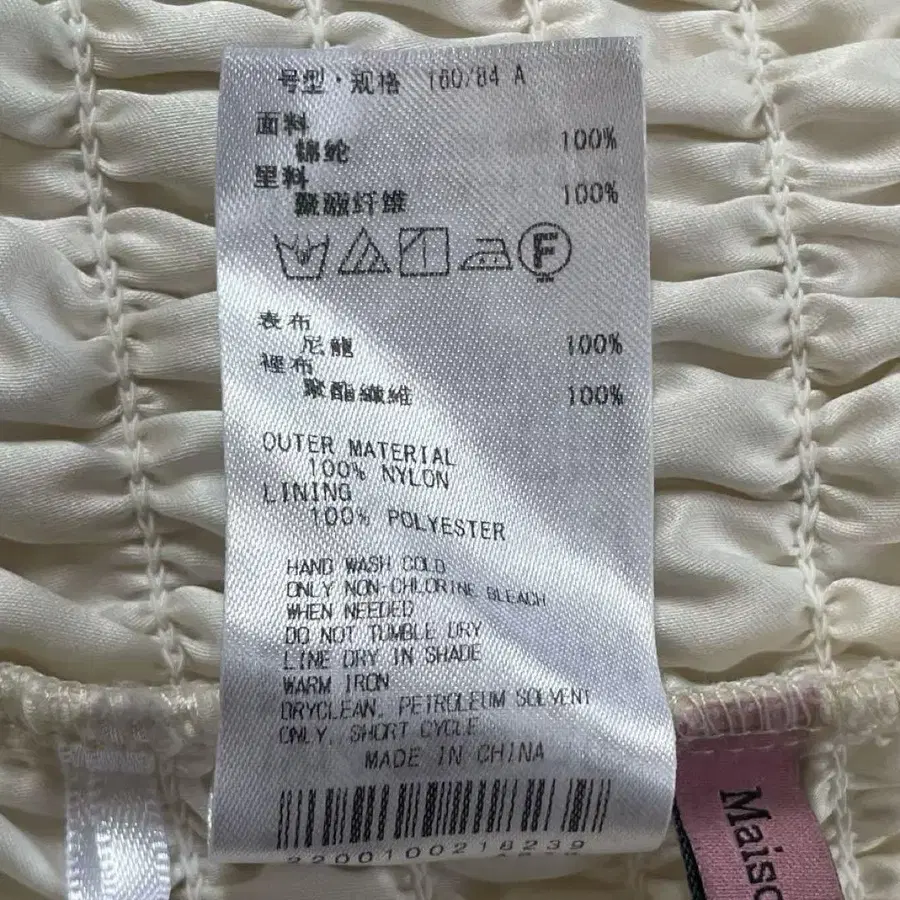 号型·规格 160/84 A
面料
锦纶 100%
里料
聚酯纤维 100%
F
表布
尼龍 100%
裡布
聚酯纖維 100%
OUTER MATERIAL
100% NYLON
LINING
100% POLYESTER
HAND WASH COLD
ONLY NON-CHLORINE BLEACH
WHEN NEEDED
DO NOT TUMBLE DRY
LINE DRY IN SHADE
WARM IRON
DRYCLEAN, PETROLEUM SOLVENT
ONLY, SHORT CYCLE
MADE IN CHINA
2200100218239
Maiso